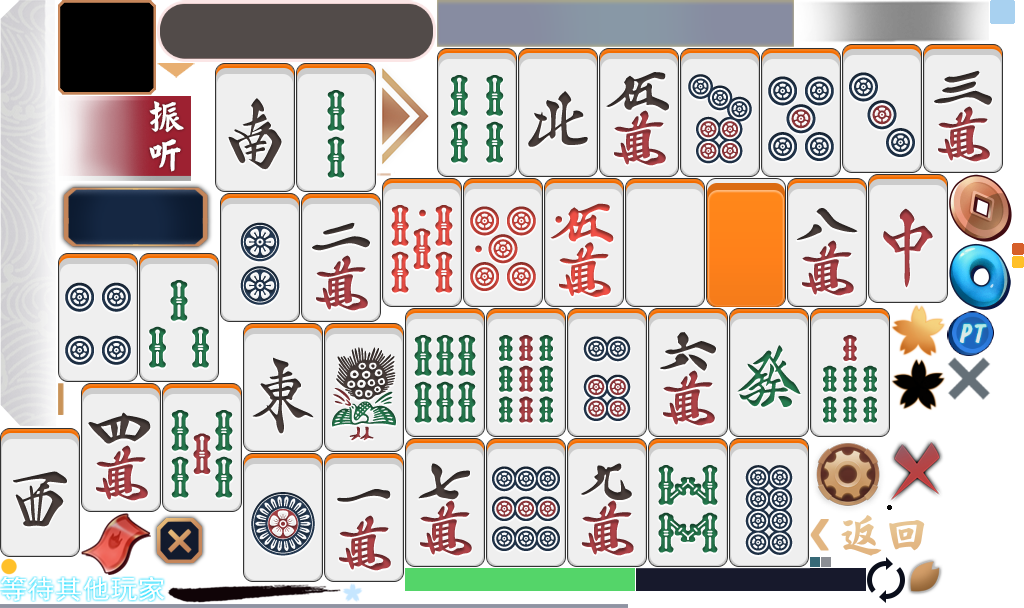 振
听
南
北
伍
萬
三
萬
二
萬
伍
萬
八
萬
中
東
六
萬
發
四
萬
西
一
萬
七
萬
九
萬
PT
返回
等待其他玩家